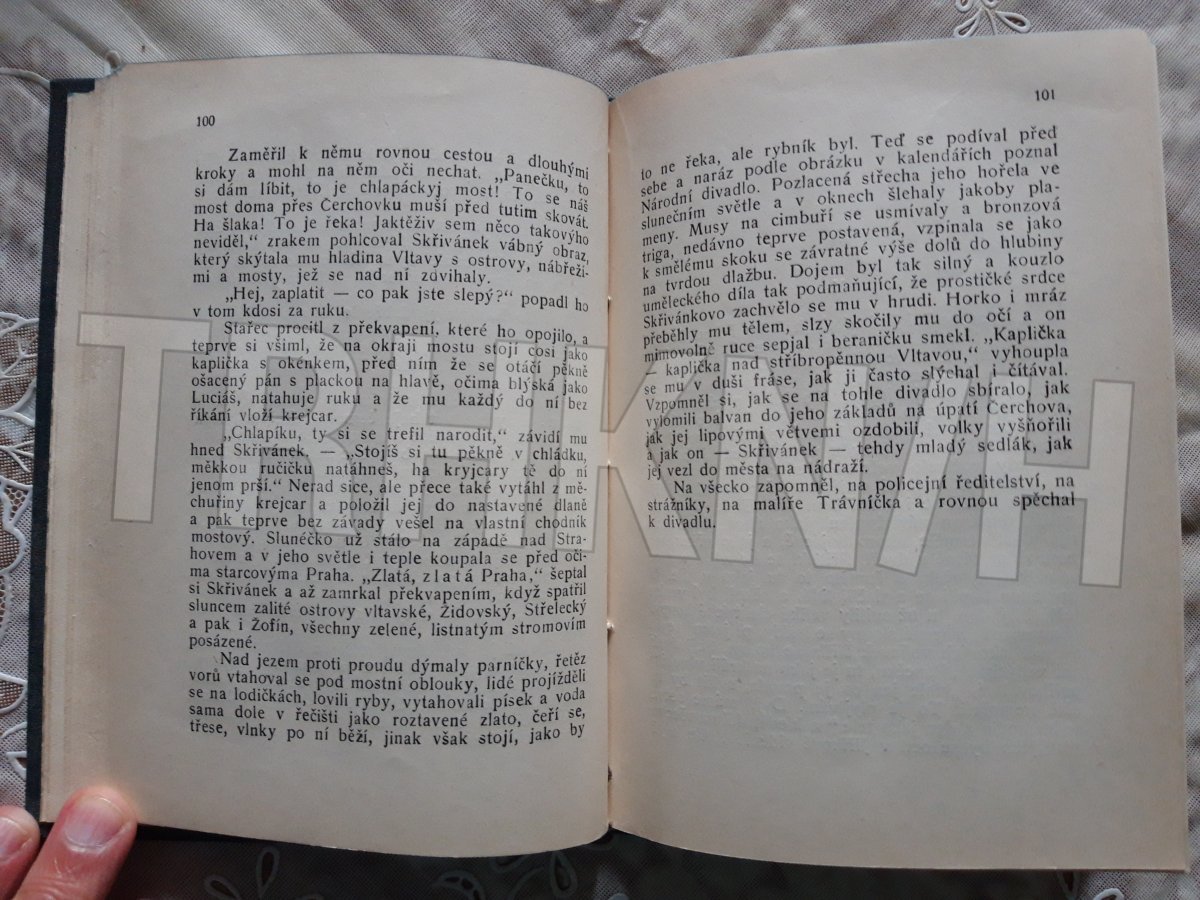 100
Zaměřil k němu rovnou cestou a dlouhými
kroky a mohl na něm oči nechat. „Panečku, to
si dám líbit, to je chlapáckyj most! To se náš
most doma přes Čerchovku muší před tutim skovát.
Ha šlaka! To je řeka! Jaktěživ sem něco takovýho
neviděl,“ zrakem pohlcoval Skřivánek vábný obraz,
který skýtala mu hladina Vltavy s ostrovy, nábřeží-
mi a mosty, jež se nad ní zdvihaly.
„Hej, zaplatit — co pak jste slepý?“ popadl ho
v tom kdosi za ruku.
Stařec procitl z překvapení, které ho opojilo, a
teprve si všiml, že na okraji mostu stojí cosi jako
kaplička s okénkem, před ním že se otáčí pěkně
ošacený pán s plackou na hlavě, očima blýská jako
Luciáš, natahuje ruku a že mu každý do ní bez
říkání vloží krejcar.
„Chlapíku, ty si se trefil narodit,“ závidí mu
hned Skřivánek. — „Stojíš si tu pěkně v chládku,
měkkou ručičku natáhneš, ha kryjcary tě do ní
jenom prší.“ Nerad sice, ale přece také vytáhl z mě-
chuřiny krejcar a položil jej do nastavené dlaně
a pak teprve bez závady vešel na vlastní chodník
mostový. Slunéčko už stálo na západě nad Stra-
hovem a v jeho světle i teple koupala se před oči-
ma starcovýma Praha. „Zlatá, zlatá Praha,“ šeptal
si Skřivánek a až zamrkal překvapením, když spatřil
sluncem zalité ostrovy vltavské, Židovský, Střelecký
a pak i Žofín, všechny zelené, listnatým stromovím
posázené.
Nad jezem proti proudu dýmaly parníčky, řetěz
vorů vtahoval se pod mostní oblouky, lidé projížděli
se na lodičkách, lovili ryby, vytahovali písek a voda
sama dole v řečišti jako roztavené zlato, čeří se,
třese, vlnky po ní běží, jinak však stojí, jako by
101
to ne řeka, ale rybník byl. Teď se podíval před
sebe a naráz podle obrázku v kalendářích poznal
Národní divadlo. Pozlacená střecha jeho hořela ve
slunečním světle a v oknech šlehaly jakoby pla-
meny. Musy na cimbuří se usmívaly a bronzová
triga, nedávno teprve postavená, vzpínala se jako
k smělému skoku se závratné výše dolů do hlubiny
na tvrdou dlažbu. Dojem byl tak silný a kouzlo
uměleckého díla tak podmaňující, že prostičké srdce
Skřivánkovo zachvělo se mu v hrudi. Horko i mráz
přeběhly mu tělem, slzy skočily mu do očí a on
mimovolně ruce sepjal i beraničku smekl. „Kaplička
— kaplička nad stříbropěnnou Vltavou,“ vyhoupla
se mu v duši fráse, jak ji často slýchal i čítával.
Vzpomněl si, jak se na tohle divadlo sbíralo, jak
vylomili balvan do jeho základů na úpatí Čerchova,
jak jej lipovými větvemi ozdobili, volky vyšňořili
a jak on — Skřivánek — tehdy mladý sedlák, jak
jej vezl do města na nádraží.
Na všecko zapomněl, na policejní ředitelství, na
strážníky, na malíře Trávníčka a rovnou spěchal
k divadlu.
TRHKNIH